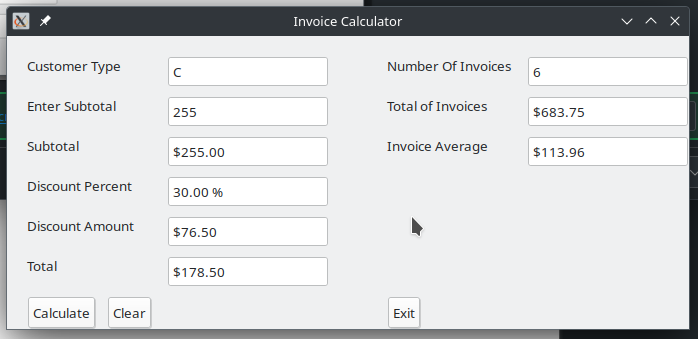 Invoice Calculator
Customer Type C
Enter Subtotal 255
Subtotal $255.00
Discount Percent 30.00 %
Discount Amount $76.50
Total $178.50
Number Of Invoices 6
Total of Invoices $683.75
Invoice Average $113.96
Calculate Clear Exit